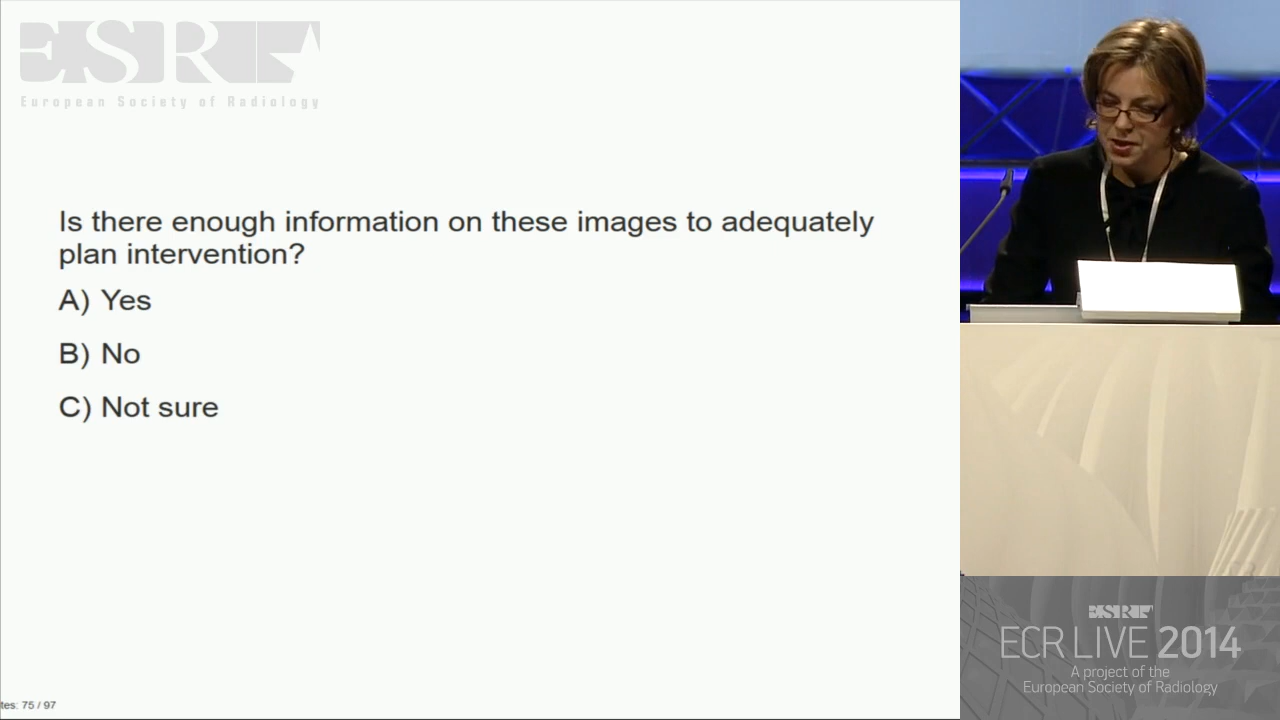 ESR
European Society of Radiology
Is there enough information on these images to adequately
plan intervention?
A) Yes
B) No
C) Not sure
tes: 75 / 97
ESR
ECR LIVE 2014
A project of the
European Society of Radiology